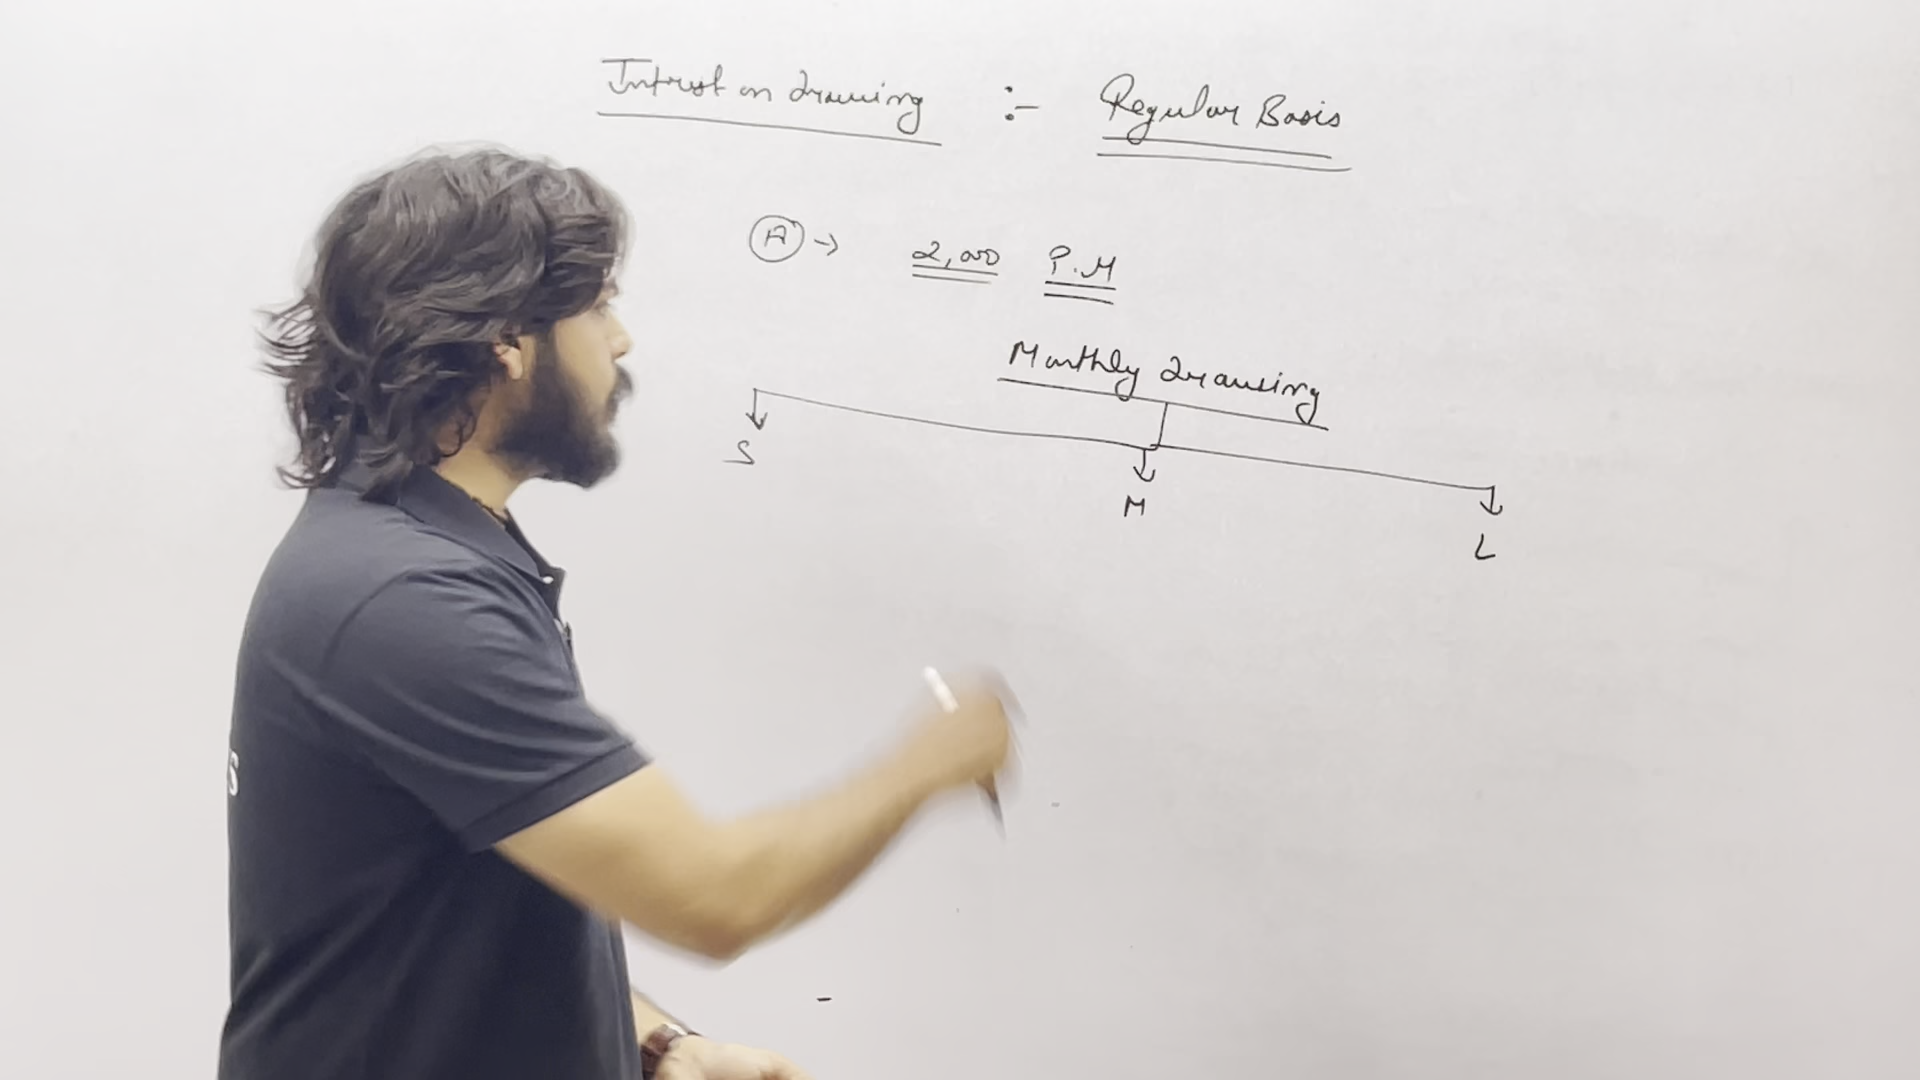 Interest on drawing :- Regular Basis
A → 2,000 P.M
Monthly drawing
S M L
S